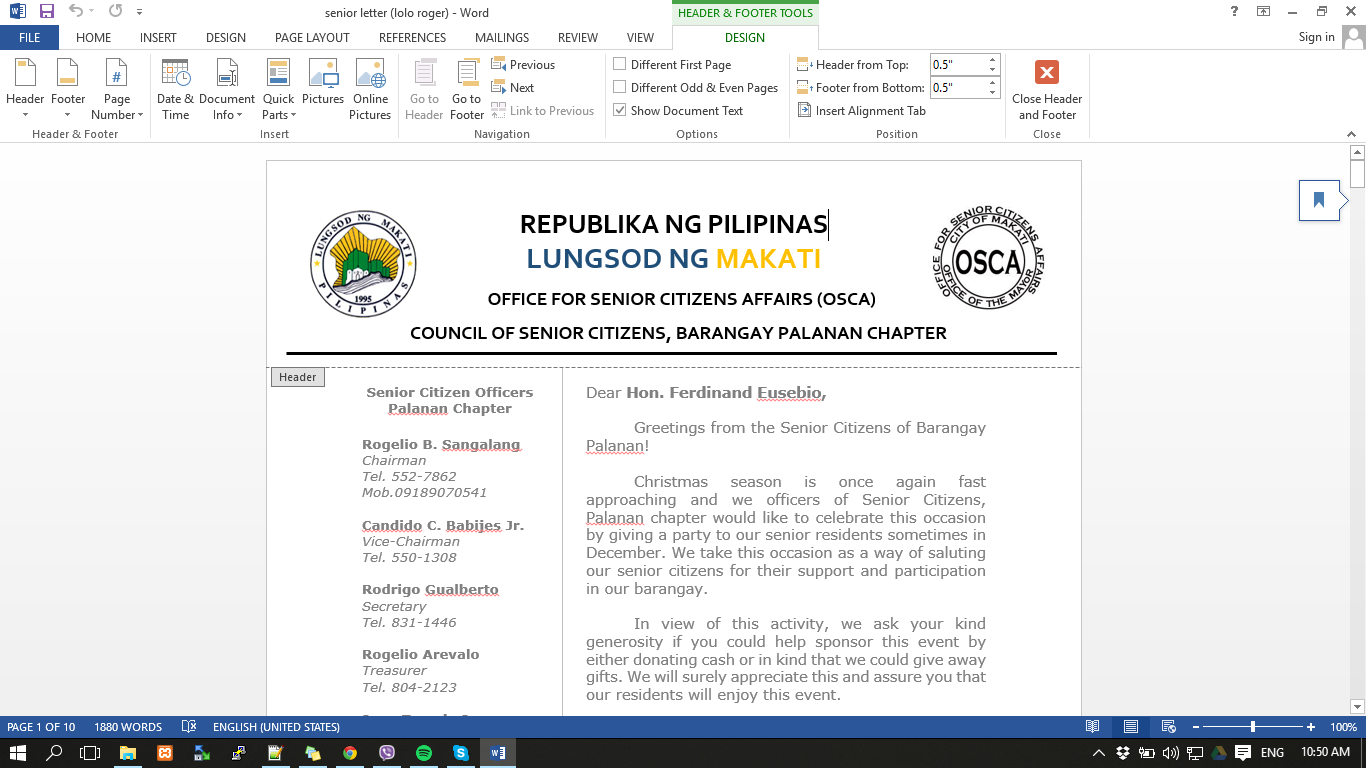 senior letter (lolo roger) - Word
HEADER & FOOTER TOOLS
?
FILE
HOME
INSERT
DESIGN
PAGE LAYOUT
REFERENCES
MAILINGS
REVIEW
VIEW
DESIGN
Sign in
Header
Footer
Page Number
Header & Footer
Date & Time
Document Info
Quick Parts
Pictures
Online Pictures
Insert
Go to Header
Go to Footer
Previous
Next
Link to Previous
Navigation
Different First Page
Different Odd & Even Pages
Show Document Text
Options
Header from Top: 0.5"
Footer from Bottom: 0.5"
Insert Alignment Tab
Position
Close Header and Footer
Close
LUNGSOD NG MAKATI
1995
PILIPINAS
REPUBLIKA NG PILIPINAS
LUNGSOD NG MAKATI
OFFICE FOR SENIOR CITIZENS AFFAIRS (OSCA)
COUNCIL OF SENIOR CITIZENS, BARANGAY PALANAN CHAPTER
OFFICE FOR SENIOR CITIZENS AFFAIRS
CITY OF MAKATI
OSCA
OFFICE OF THE MAYOR
Header
Senior Citizen Officers
Palanan Chapter
Rogelio B. Sangalang
Chairman
Tel. 552-7862
Mob.09189070541
Candido C. Babijes Jr.
Vice-Chairman
Tel. 550-1308
Rodrigo Gualberto
Secretary
Tel. 831-1446
Rogelio Arevalo
Treasurer
Tel. 804-2123
Dear Hon. Ferdinand Eusebio,
Greetings from the Senior Citizens of Barangay
Palanan!
Christmas season is once again fast
approaching and we officers of Senior Citizens,
Palanan chapter would like to celebrate this occasion
by giving a party to our senior residents sometimes in
December. We take this occasion as a way of saluting
our senior citizens for their support and participation
in our barangay.
In view of this activity, we ask your kind
generosity if you could help sponsor this event by
either donating cash or in kind that we could give away
gifts. We will surely appreciate this and assure you that
our residents will enjoy this event.
PAGE 1 OF 10
1880 WORDS
ENGLISH (UNITED STATES)
100%
ENG
10:50 AM